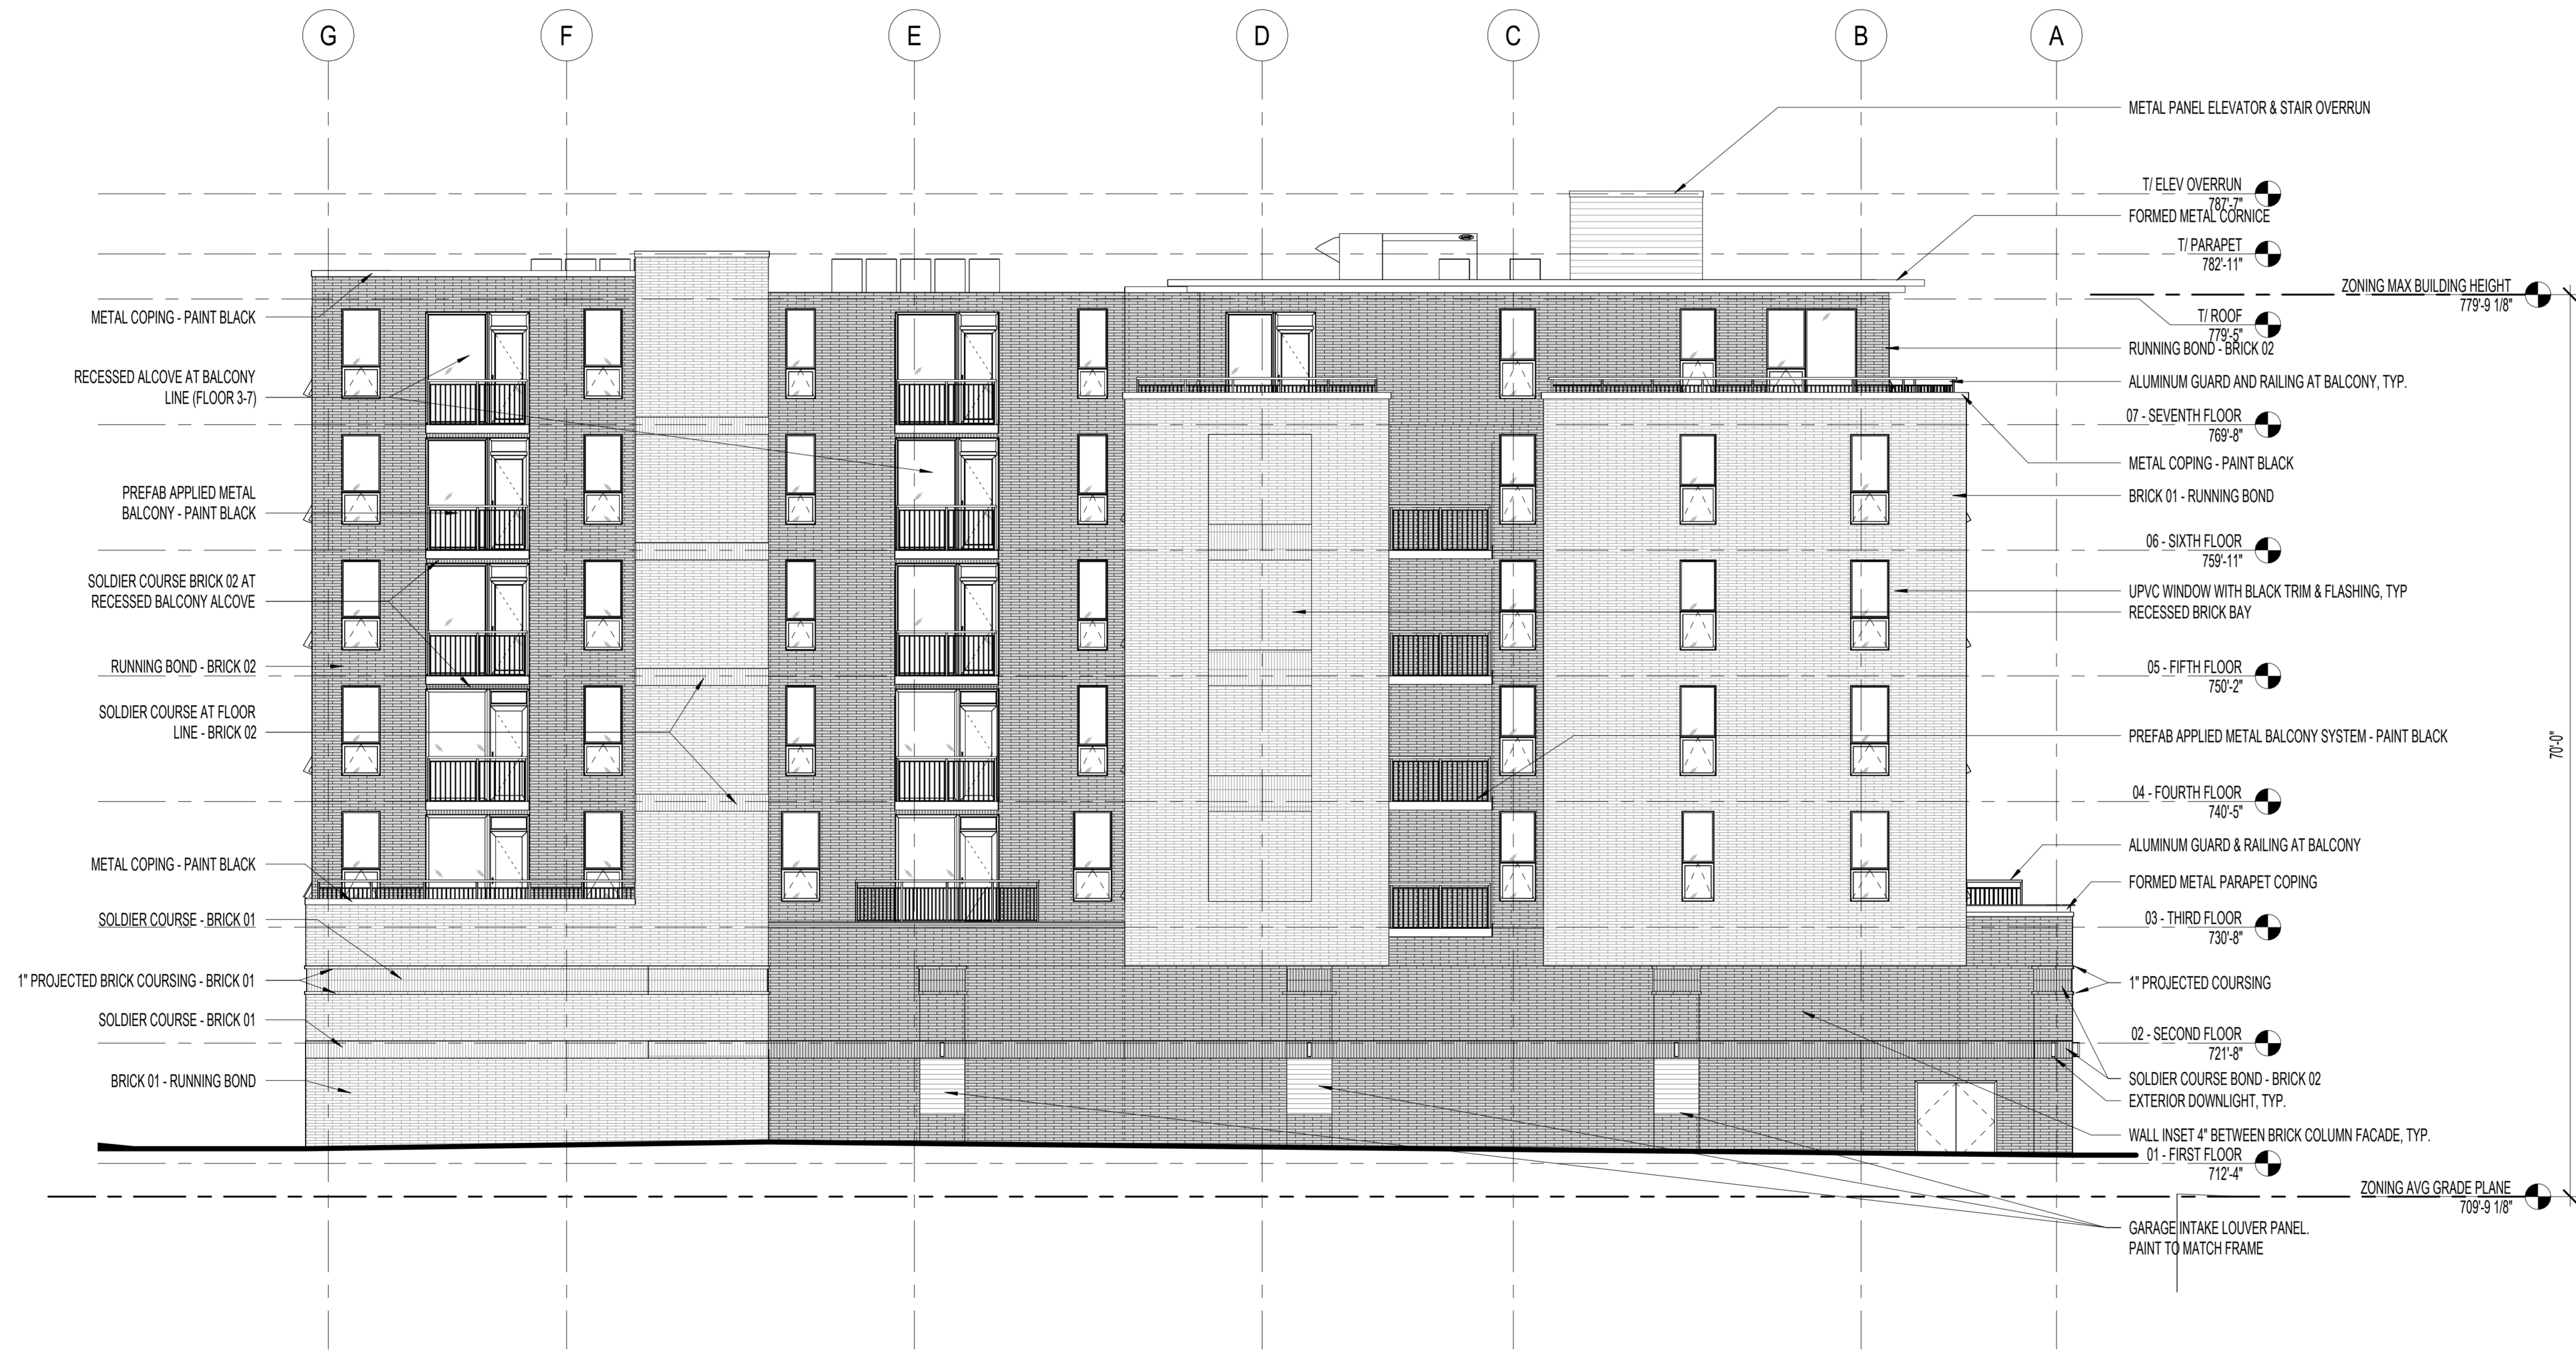 G
F
E
D
C
B
A
METAL COPING - PAINT BLACK
RECESSED ALCOVE AT BALCONY
LINE (FLOOR 3-7)
PREFAB APPLIED METAL
BALCONY - PAINT BLACK
SOLDIER COURSE BRICK 02 AT
RECESSED BALCONY ALCOVE
RUNNING BOND - BRICK 02
SOLDIER COURSE AT FLOOR
LINE - BRICK 02
METAL COPING - PAINT BLACK
SOLDIER COURSE - BRICK 01
1" PROJECTED BRICK COURSING - BRICK 01
SOLDIER COURSE - BRICK 01
BRICK 01 - RUNNING BOND
METAL PANEL ELEVATOR & STAIR OVERRUN
T/ ELEV OVERRUN
787'-7"
FORMED METAL CORNICE
T/ PARAPET
782'-11"
ZONING MAX BUILDING HEIGHT
779'-9 1/8"
T/ ROOF
779'-5"
RUNNING BOND - BRICK 02
ALUMINUM GUARD AND RAILING AT BALCONY, TYP.
07 - SEVENTH FLOOR
769'-8"
METAL COPING - PAINT BLACK
BRICK 01 - RUNNING BOND
06 - SIXTH FLOOR
759'-11"
UPVC WINDOW WITH BLACK TRIM & FLASHING, TYP
RECESSED BRICK BAY
05 - FIFTH FLOOR
750'-2"
PREFAB APPLIED METAL BALCONY SYSTEM - PAINT BLACK
70'-0"
04 - FOURTH FLOOR
740'-5"
ALUMINUM GUARD & RAILING AT BALCONY
FORMED METAL PARAPET COPING
03 - THIRD FLOOR
730'-8"
1" PROJECTED COURSING
02 - SECOND FLOOR
721'-8"
SOLDIER COURSE BOND - BRICK 02
EXTERIOR DOWNLIGHT, TYP.
WALL INSET 4" BETWEEN BRICK COLUMN FACADE, TYP.
01 - FIRST FLOOR
712'-4"
ZONING AVG GRADE PLANE
709'-9 1/8"
GARAGE INTAKE LOUVER PANEL.
PAINT TO MATCH FRAME